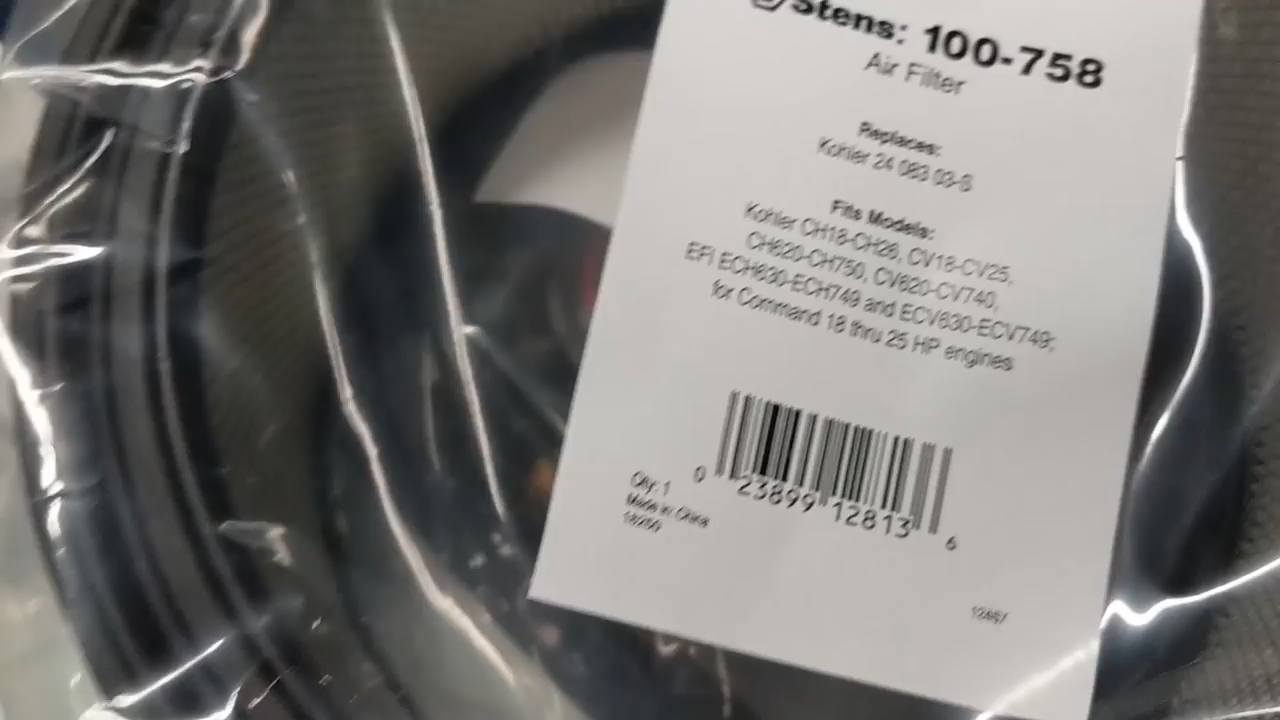 Stens: 100-758
Air Filter
Replaces:
Kohler 24 083 03-S
Fits Models:
Kohler CH18-CH26, CV18-CV25,
CH620-CH750, CV620-CV740,
EFI ECH630-ECH749 and ECV630-ECV749;
for Command 18 thru 25 HP engines
Qty: 1
Made in China
0 23899 12813 6